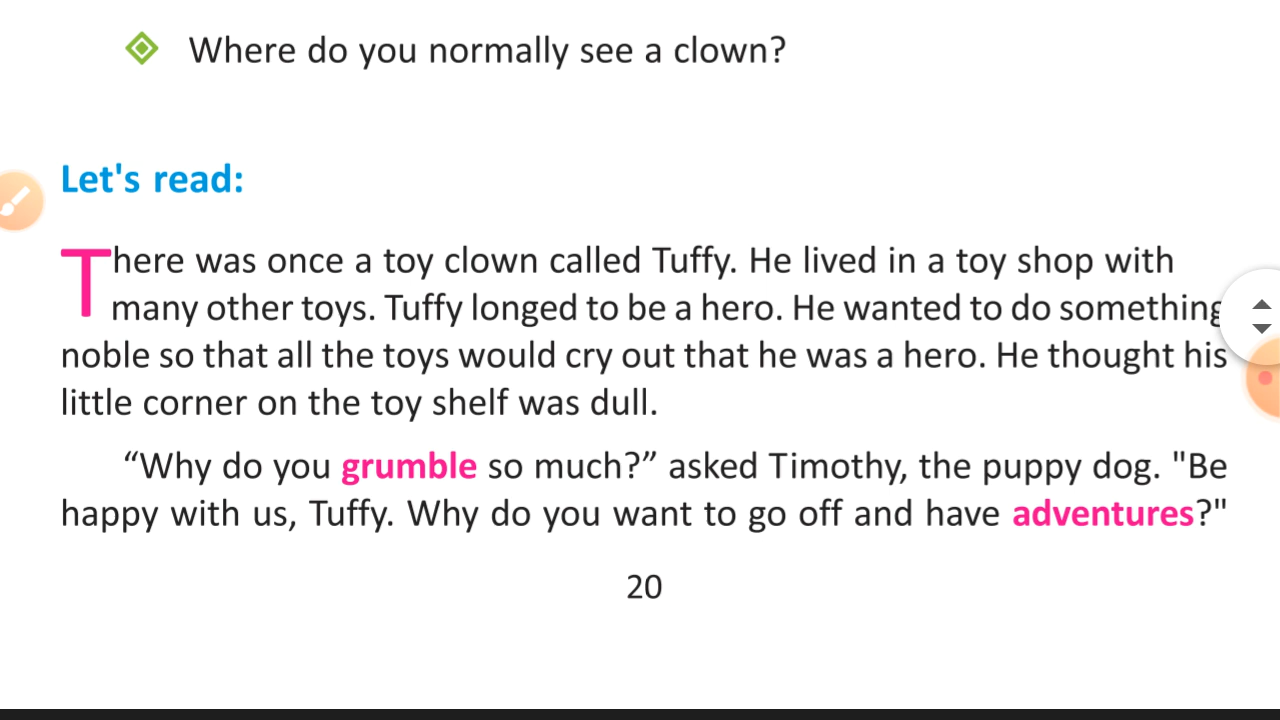 Where do you normally see a clown?
Let's read:
There was once a toy clown called Tuffy. He lived in a toy shop with
many other toys. Tuffy longed to be a hero. He wanted to do something
noble so that all the toys would cry out that he was a hero. He thought his
little corner on the toy shelf was dull.
“Why do you grumble so much?” asked Timothy, the puppy dog. "Be
happy with us, Tuffy. Why do you want to go off and have adventures?"
20